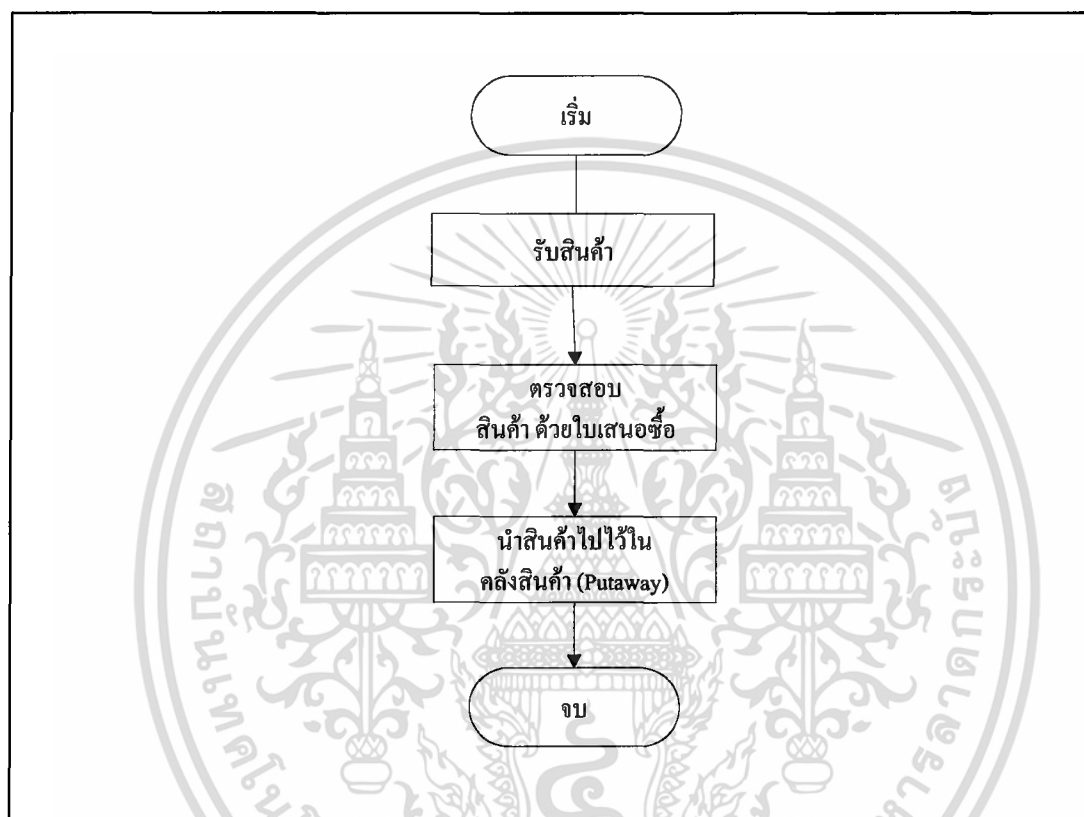 เริ่ม
รับสินค้า
ตรวจสอบ
สินค้า ด้วยใบเสนอซื้อ
นำสินค้าไปไว้ใน
คลังสินค้า (Putaway)
จบ